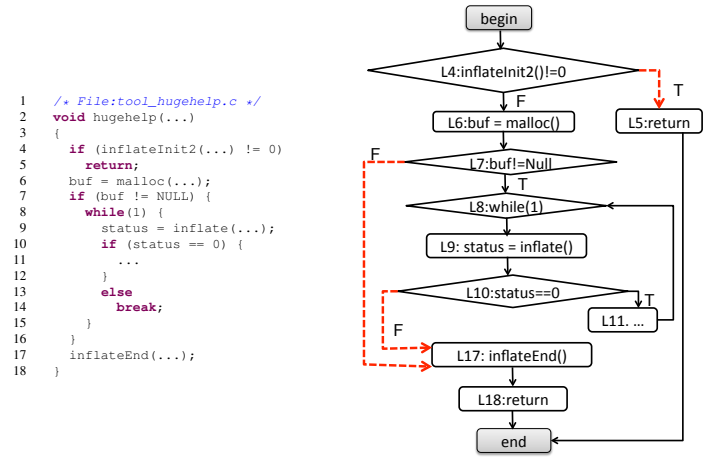 1 /* File:tool_hugehelp.c */
2 void hugehelp(...)
3 {
4 if (inflateInit2(...) != 0)
5 return;
6 buf = malloc(...);
7 if (buf != NULL) {
8 while(1) {
9 status = inflate(...);
10 if (status == 0) {
11 ...
12 }
13 else
14 break;
15 }
16 }
17 inflateEnd(...);
18 }
begin
L4:inflateInit2()!=0
T
F
L5:return
L6:buf = malloc()
F
L7:buf!=Null
T
L8:while(1)
L9: status = inflate()
L10:status==0
T
L11. ...
F
L17: inflateEnd()
L18:return
end